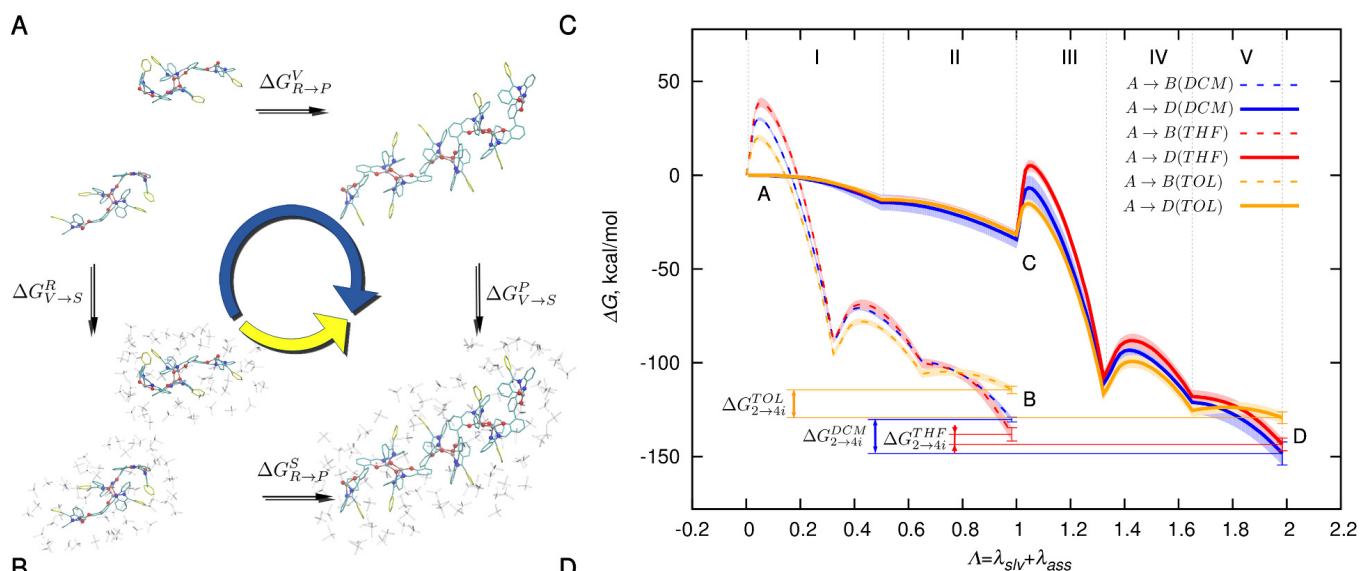 A
ΔG^V_{R→P}
ΔG^R_{V→S}
ΔG^P_{V→S}
ΔG^S_{R→P}
B
C
I II III IV V
A → B(DCM)
A → D(DCM)
A → B(THF)
A → D(THF)
A → B(TOL)
A → D(TOL)
ΔG, kcal/mol
50
0
-50
-100
-150
A
C
B
D
ΔG^{TOL}_{2→4i}
ΔG^{DCM}_{2→4i}
ΔG^{THF}_{2→4i}
-0.2 0 0.2 0.4 0.6 0.8 1 1.2 1.4 1.6 1.8 2 2.2
Λ=λ_{slv}+λ_{ass}
D